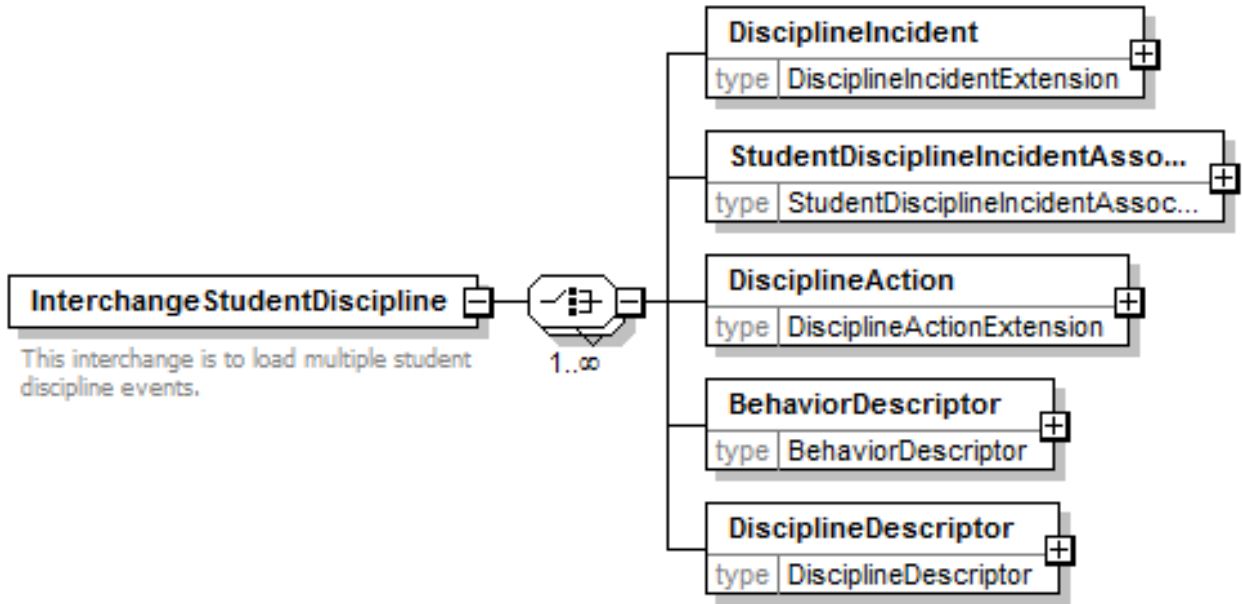 DisciplineIncident
type DisciplineIncidentExtension
StudentDisciplineIncidentAsso...
type StudentDisciplineIncidentAssoc...
InterchangeStudentDiscipline
This interchange is to load multiple student
discipline events.
1..∞
DisciplineAction
type DisciplineActionExtension
BehaviorDescriptor
type BehaviorDescriptor
DisciplineDescriptor
type DisciplineDescriptor